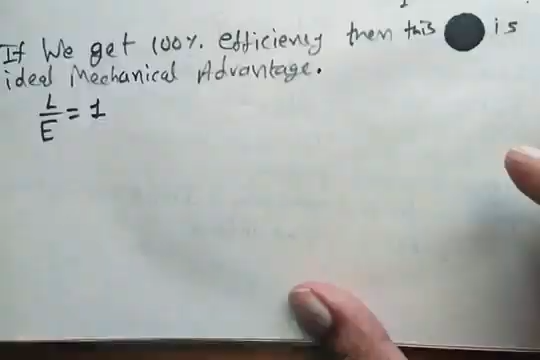 If We get 100%. efficiency then this is
ideal Mechanical Advantage.
L
E = 1